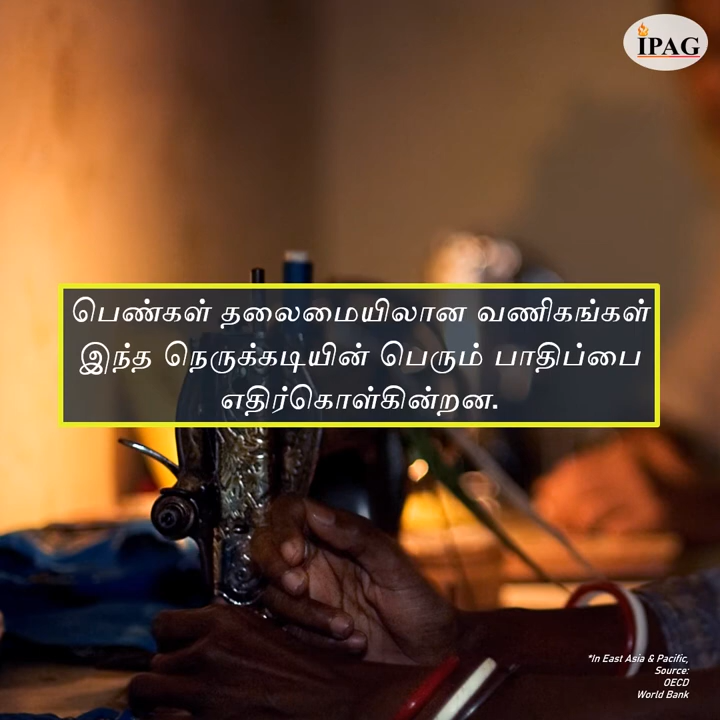 IPAG
பெண்கள் தலைமையிலான வணிகங்கள்
இந்த நெருக்கடியின் பெரும் பாதிப்பை
எதிர்கொள்கின்றன.
*In East Asia & Pacific,
Source:
OECD
World Bank